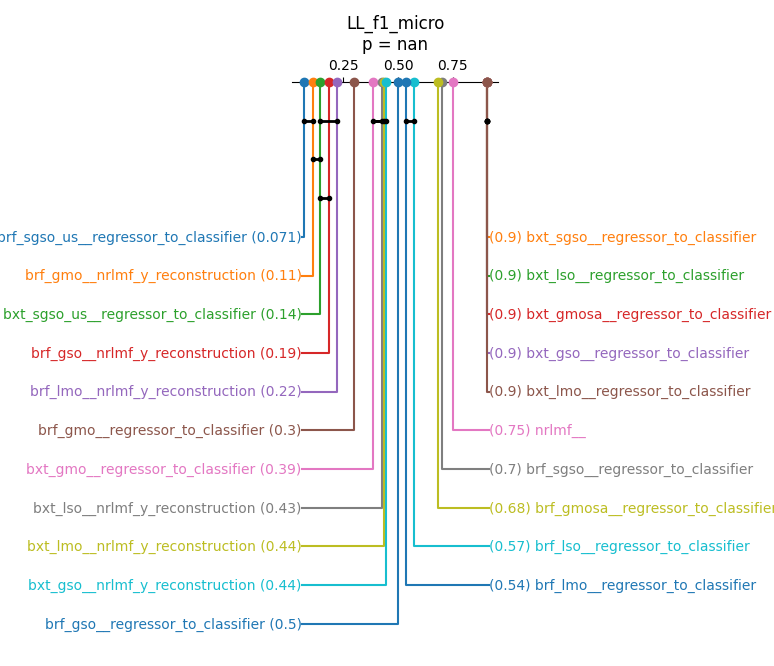 LL_f1_micro
p = nan
0.25 0.50 0.75
brf_sgso_us__regressor_to_classifier (0.071)
(0.9) bxt_sgso__regressor_to_classifier
brf_gmo__nrlmf_y_reconstruction (0.11)
(0.9) bxt_lso__regressor_to_classifier
bxt_sgso_us__regressor_to_classifier (0.14)
(0.9) bxt_gmosa__regressor_to_classifier
brf_gso__nrlmf_y_reconstruction (0.19)
(0.9) bxt_gso__regressor_to_classifier
brf_lmo__nrlmf_y_reconstruction (0.22)
(0.9) bxt_lmo__regressor_to_classifier
brf_gmo__regressor_to_classifier (0.3)
(0.75) nrlmf__
bxt_gmo__regressor_to_classifier (0.39)
(0.7) brf_sgso__regressor_to_classifier
bxt_lso__nrlmf_y_reconstruction (0.43)
(0.68) brf_gmosa__regressor_to_classifier
bxt_lmo__nrlmf_y_reconstruction (0.44)
(0.57) brf_lso__regressor_to_classifier
bxt_gso__nrlmf_y_reconstruction (0.44)
(0.54) brf_lmo__regressor_to_classifier
brf_gso__regressor_to_classifier (0.5)